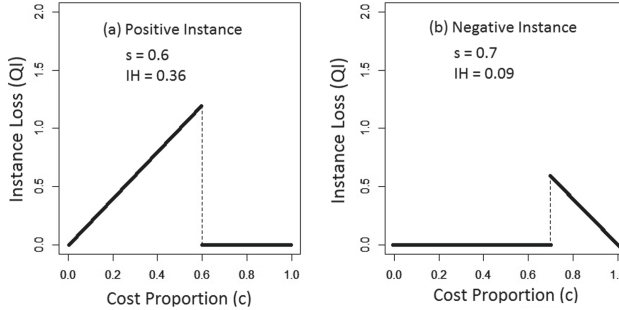 (a) Positive Instance
s = 0.6
IH = 0.36
Instance Loss (QI)
0.0 0.5 1.0 1.5 2.0
0.0 0.2 0.4 0.6 0.8 1.0
Cost Proportion (c)
(b) Negative Instance
s = 0.7
IH = 0.09
Instance Loss (QI)
0.0 0.5 1.0 1.5 2.0
0.0 0.2 0.4 0.6 0.8 1.0
Cost Proportion (c)